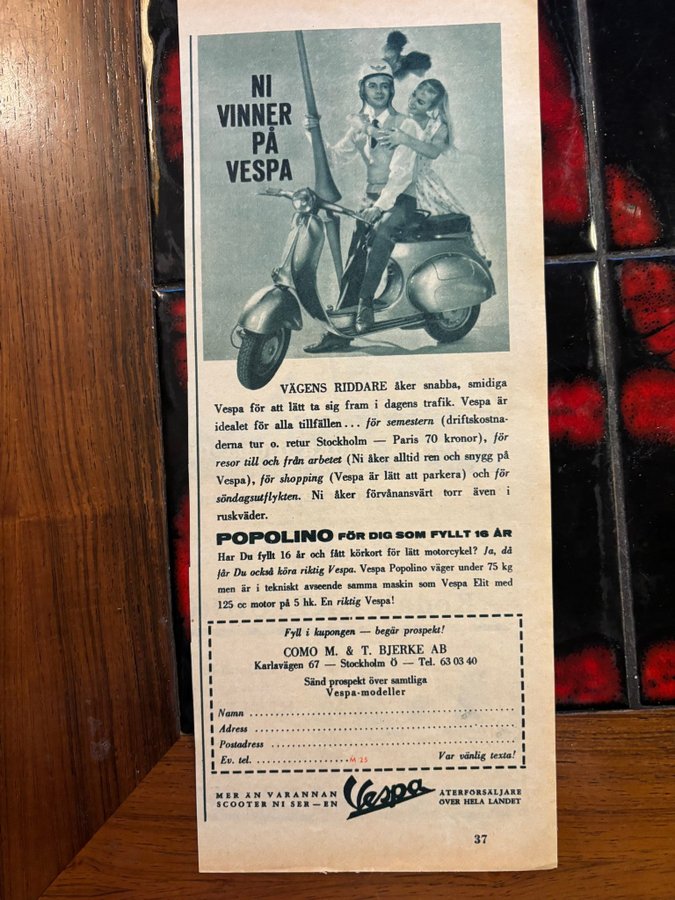 NI
VINNER
PÅ
VESPA
VÄGENS RIDDARE åker snabba, smidiga
Vespa för att lätt ta sig fram i dagens trafik. Vespa är
idealet för alla tillfällen... för semestern (driftskostna-
derna tur o. retur Stockholm — Paris 70 kronor), för
resor till och från arbetet (Ni åker alltid ren och snygg på
Vespa), för shopping (Vespa är lätt att parkera) och för
söndagsutflykten. Ni åker förvånansvärt torr även i
ruskväder.
POPOLINO FÖR DIG SOM FYLLT 16 ÅR
Har Du fyllt 16 år och fått körkort för lätt motorcykel? Ja, då
får Du också köra riktig Vespa. Vespa Popolino väger under 75 kg
men är i tekniskt avseende samma maskin som Vespa Elit med
125 cc motor på 5 hk. En riktig Vespa!
Fyll i kupongen — begär prospekt!
COMO M. & T. BJERKE AB
Karlavägen 67 — Stockholm Ö — Tel. 63 03 40
Sänd prospekt över samtliga
Vespa-modeller
Namn
Adress
Postadress
Ev. tel. M 25 Var vänlig texta!
MER ÄN VARANNAN
SCOOTER NI SER — EN
Vespa
ÅTERFÖRSÄLJARE
ÖVER HELA LANDET
37